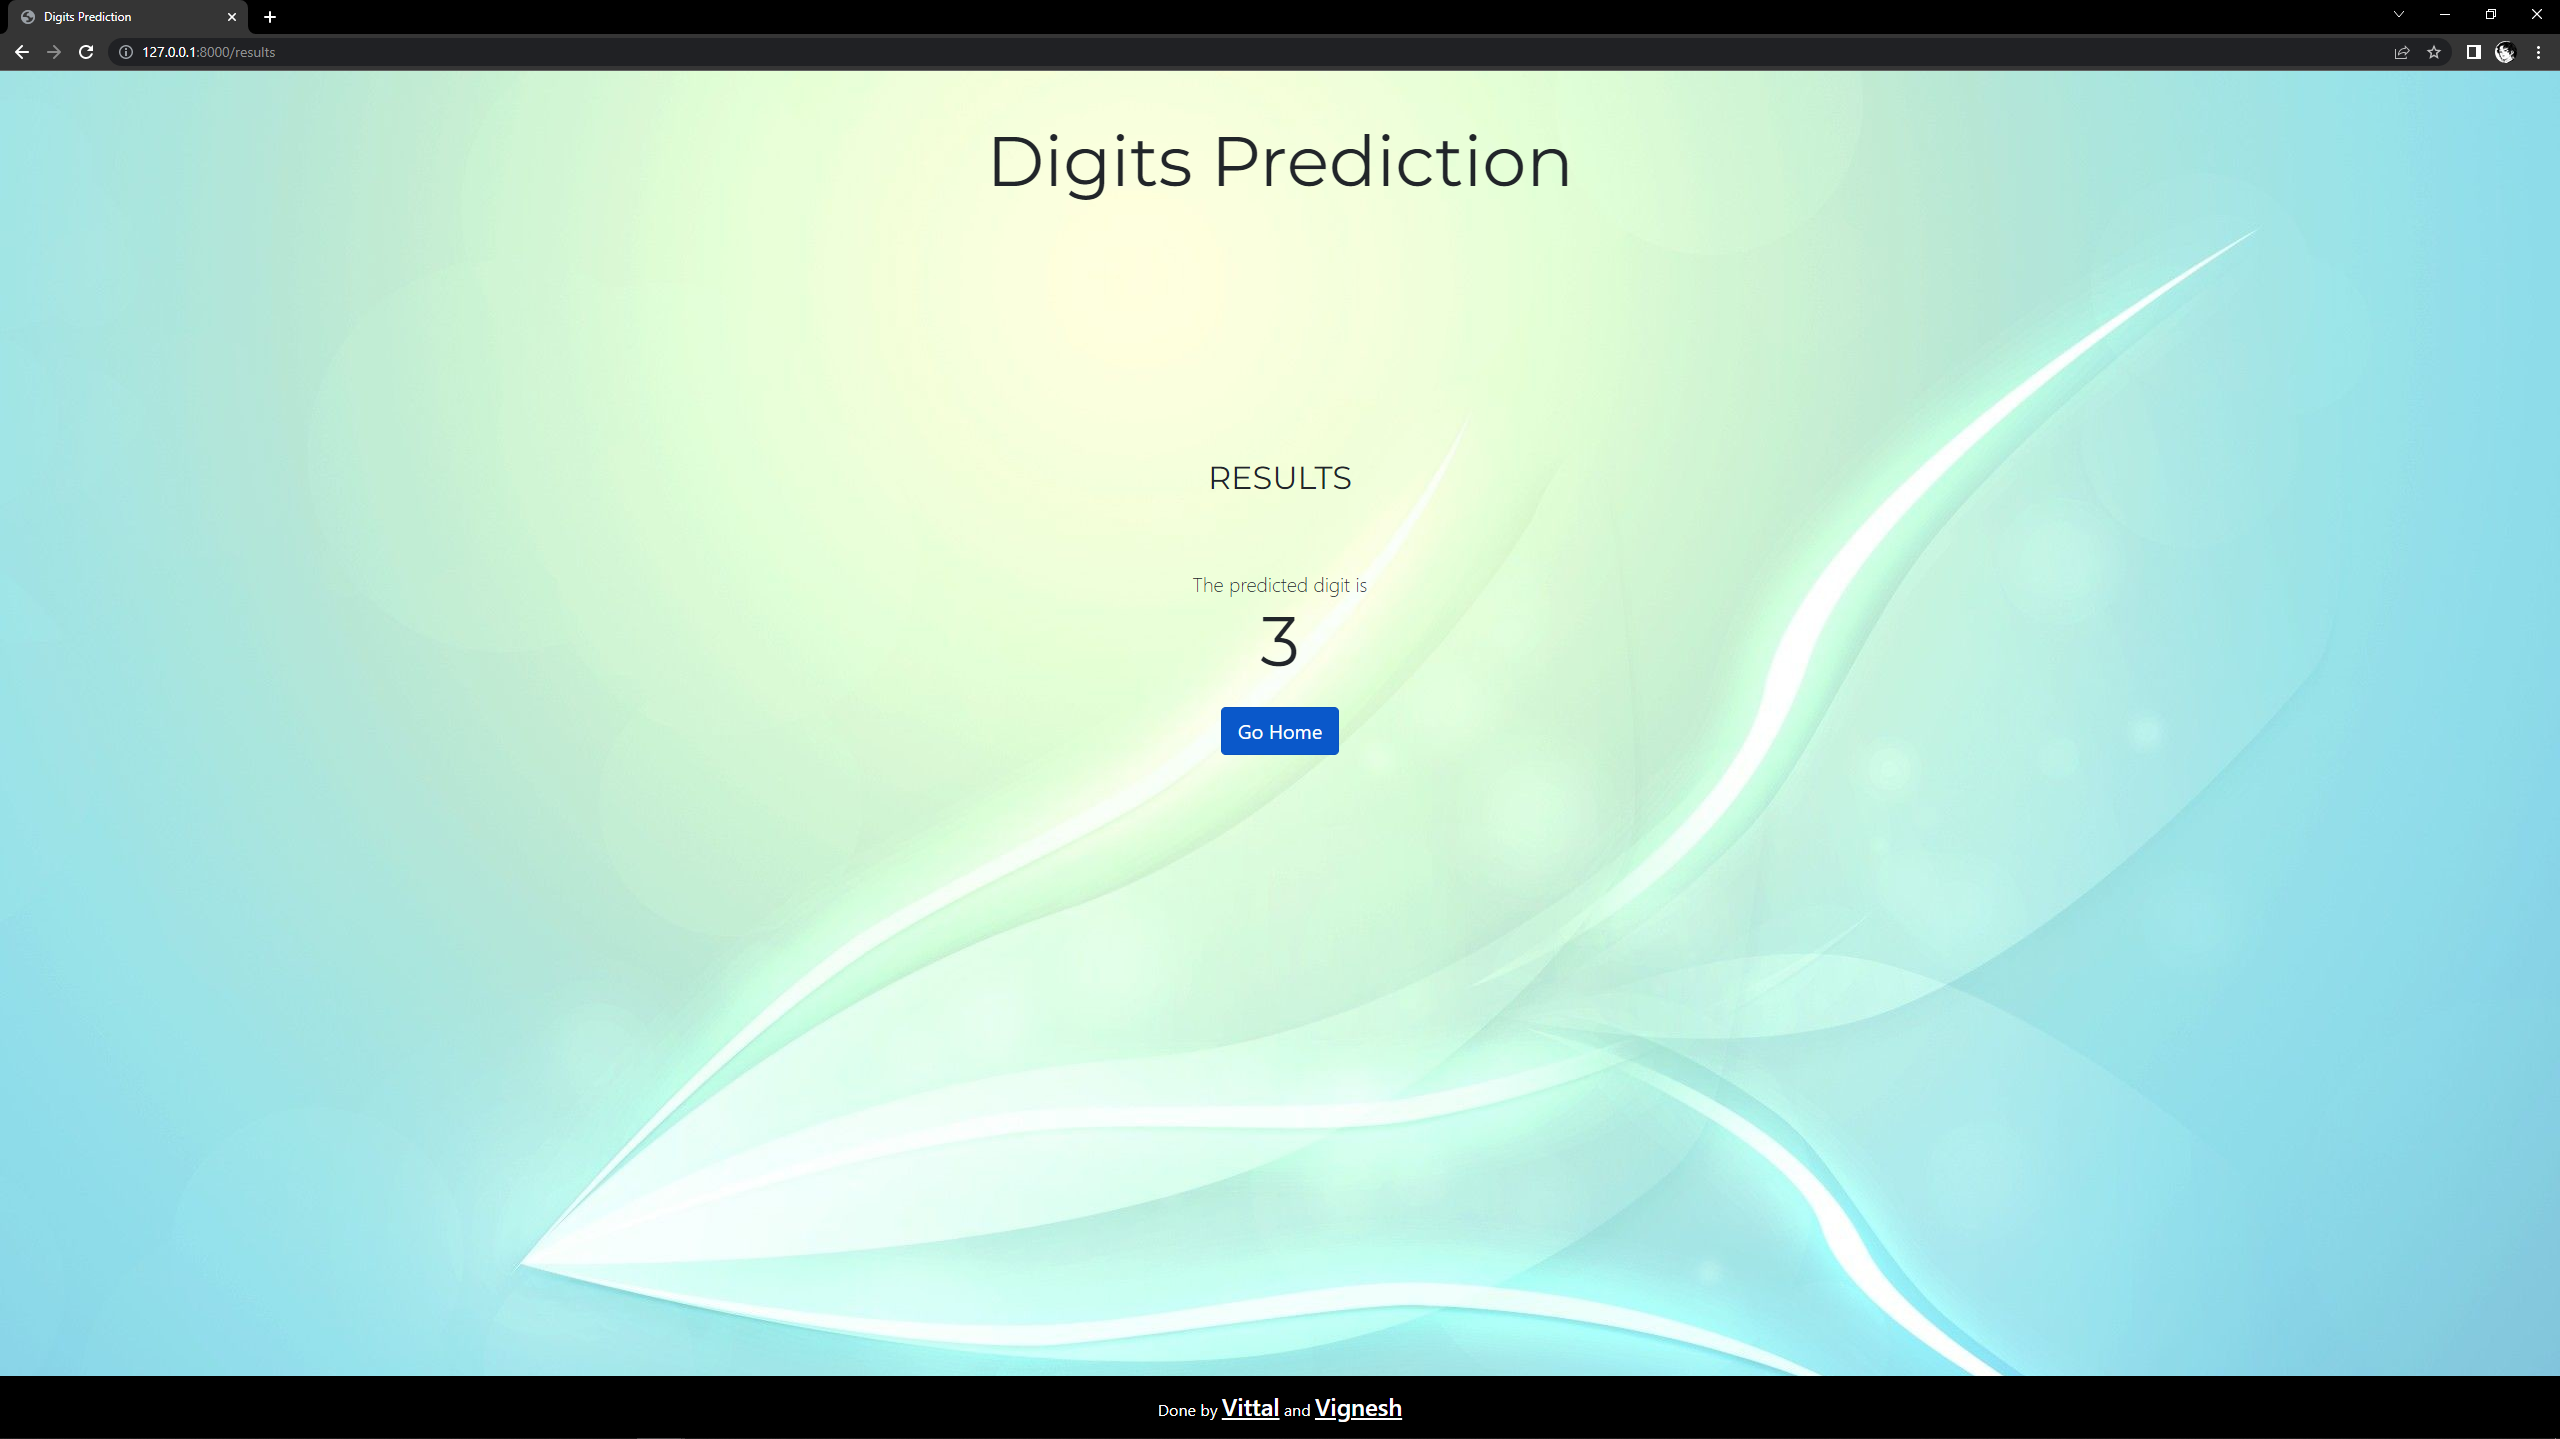 Digits Prediction
127.0.0.1:8000/results
Digits Prediction
RESULTS
The predicted digit is
3
Go Home
Done by Vittal and Vignesh